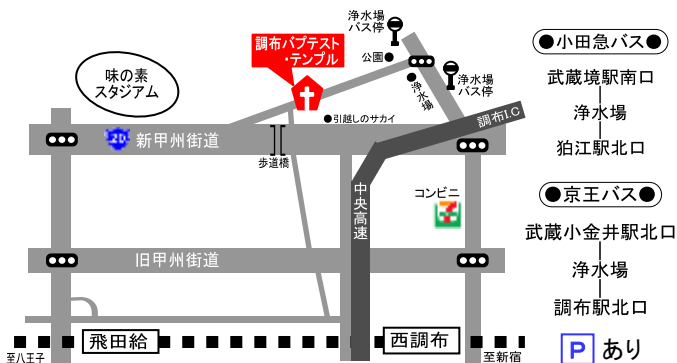 浄水場
バス停
調布バプテスト
・テンプル
公園●
味の素
スタジアム
浄水場
バス停
●浄水場
●引越しのサカイ
調布I.C
20
新甲州街道
歩道橋
中央高速
コンビニ
7
旧甲州街道
飛田給
西調布
至八王子
至新宿
●小田急バス●
武蔵境駅南口
浄水場
狛江駅北口
●京王バス●
武蔵小金井駅北口
浄水場
調布駅北口
P あり